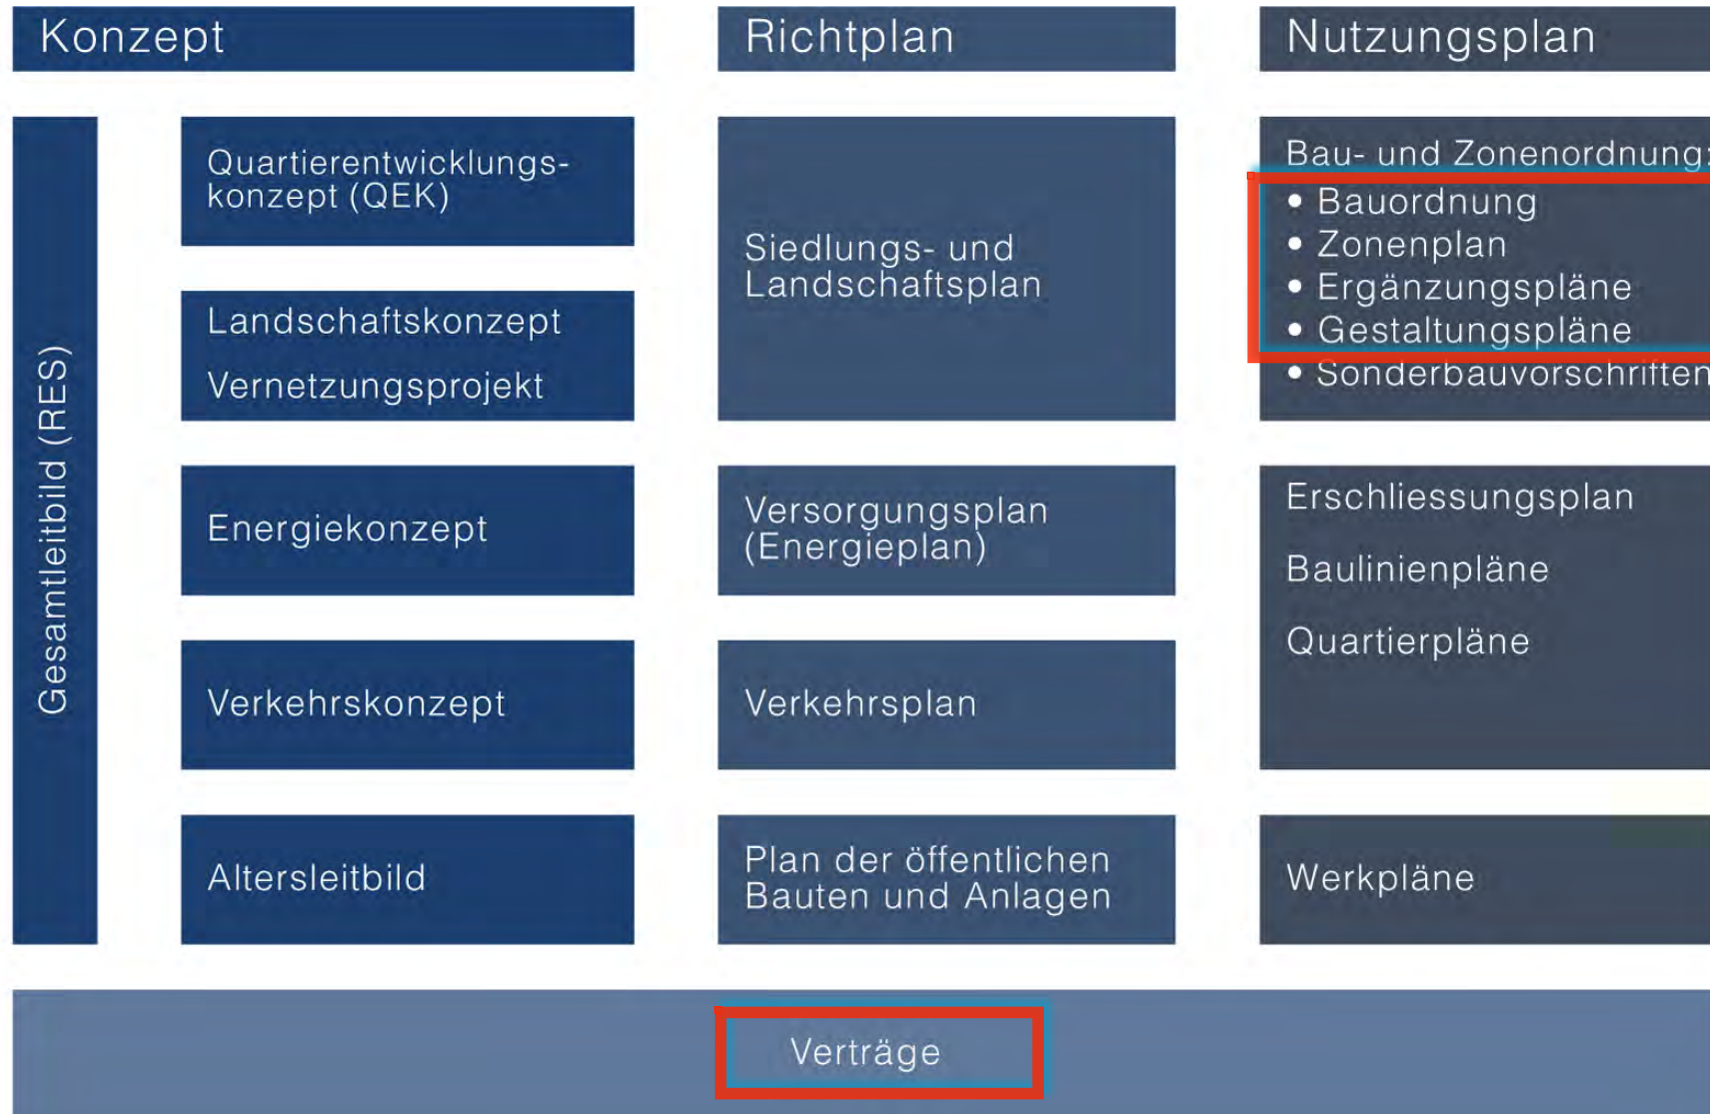 Konzept
Richtplan
Nutzungsplan
Gesamtleitbild (RES)
Quartierentwicklungs-
konzept (QEK)
Landschaftskonzept
Vernetzungsprojekt
Energiekonzept
Verkehrskonzept
Altersleitbild
Siedlungs- und
Landschaftsplan
Versorgungsplan
(Energieplan)
Verkehrsplan
Plan der öffentlichen
Bauten und Anlagen
Bau- und Zonenordnung:
• Bauordnung
• Zonenplan
• Ergänzungspläne
• Gestaltungspläne
• Sonderbauvorschriften
Erschliessungsplan
Baulinienpläne
Quartierpläne
Werkpläne
Verträge